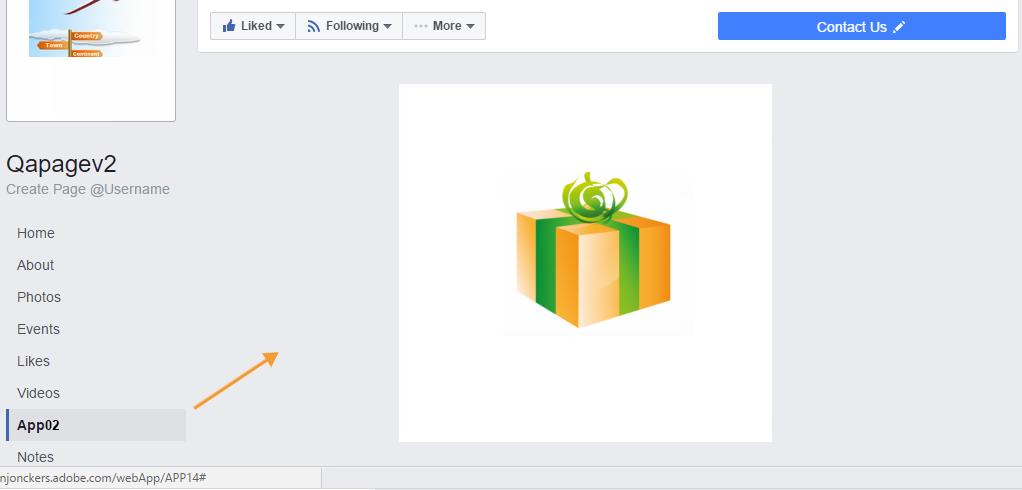 Country
Town
Continent
Liked
Following
More
Contact Us
Qapagev2
Create Page @Username
Home
About
Photos
Events
Likes
Videos
App02
Notes
njonckers.adobe.com/webApp/APP14#